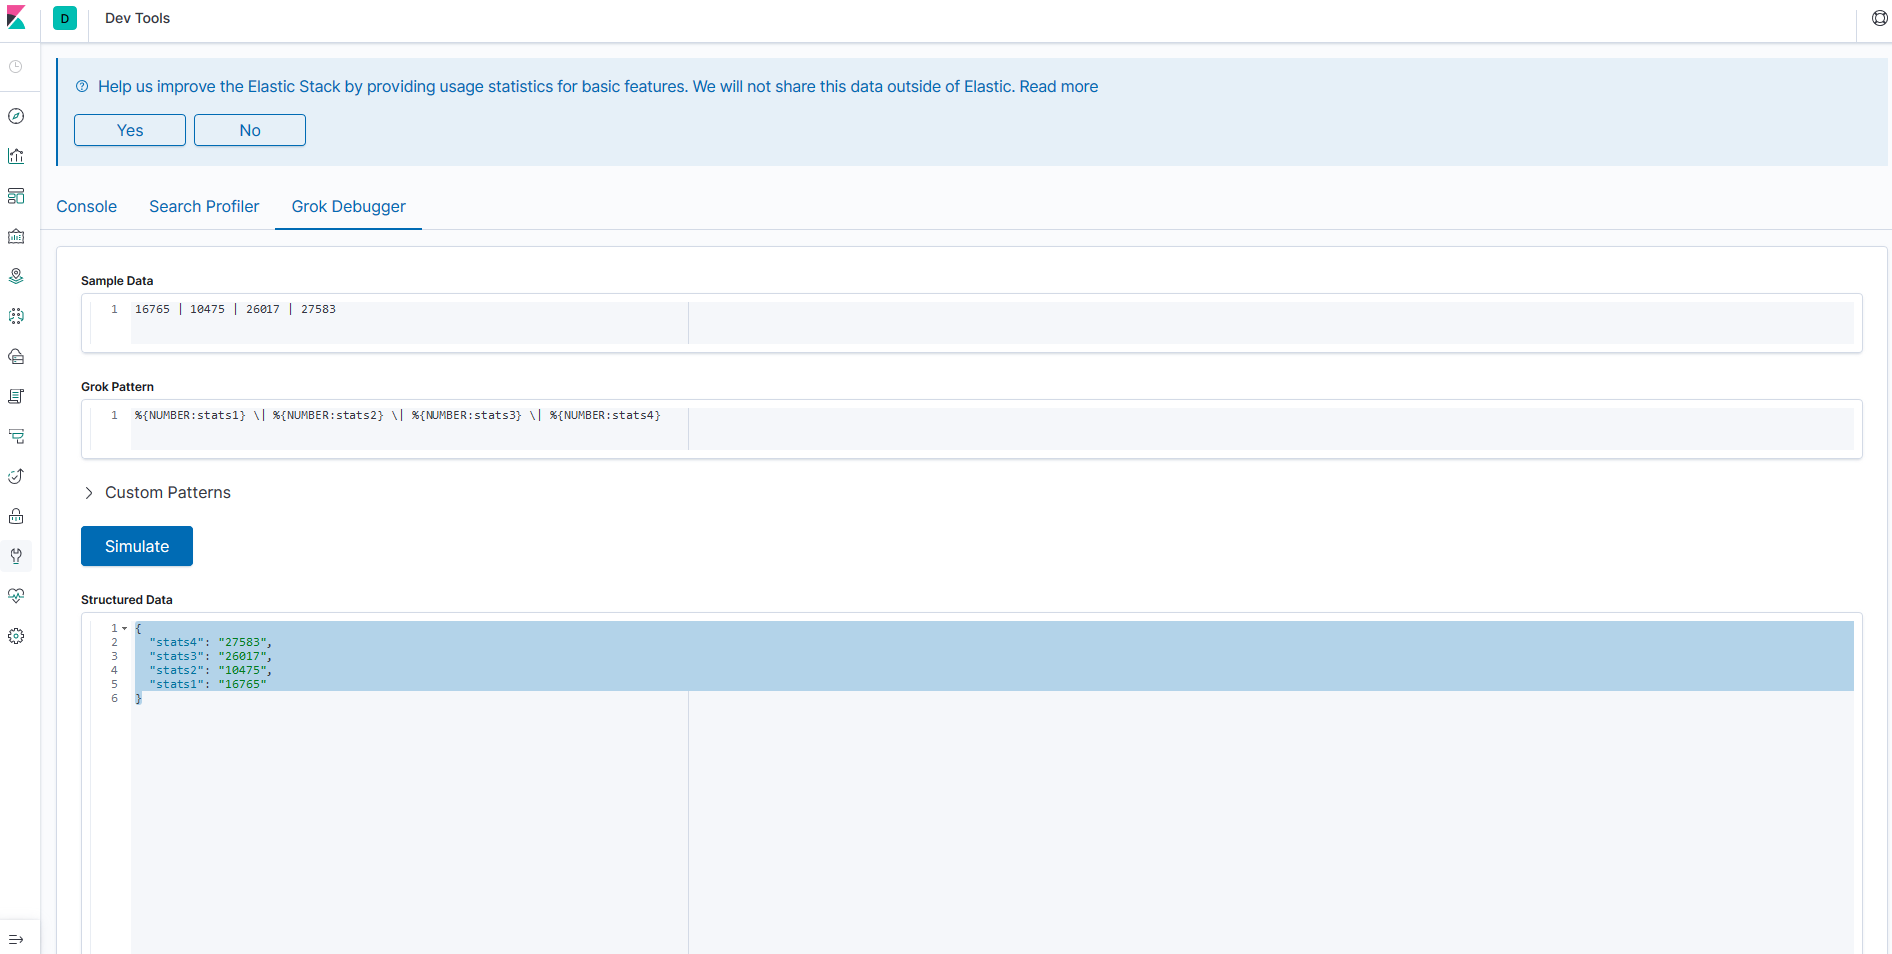 D Dev Tools
Help us improve the Elastic Stack by providing usage statistics for basic features. We will not share this data outside of Elastic. Read more
Yes No
Console Search Profiler Grok Debugger
Sample Data
1 16765 | 10475 | 26017 | 27583
Grok Pattern
1 %{NUMBER:stats1} \| %{NUMBER:stats2} \| %{NUMBER:stats3} \| %{NUMBER:stats4}
Custom Patterns
Simulate
Structured Data
1 {
2 "stats4": "27583",
3 "stats3": "26017",
4 "stats2": "10475",
5 "stats1": "16765"
6 }